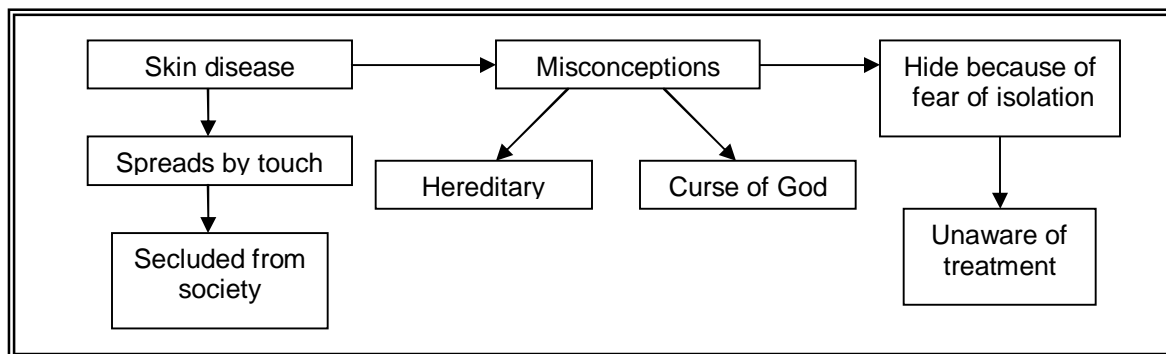 Skin disease
Misconceptions
Hide because of
fear of isolation
Spreads by touch
Hereditary
Curse of God
Secluded from
society
Unaware of
treatment